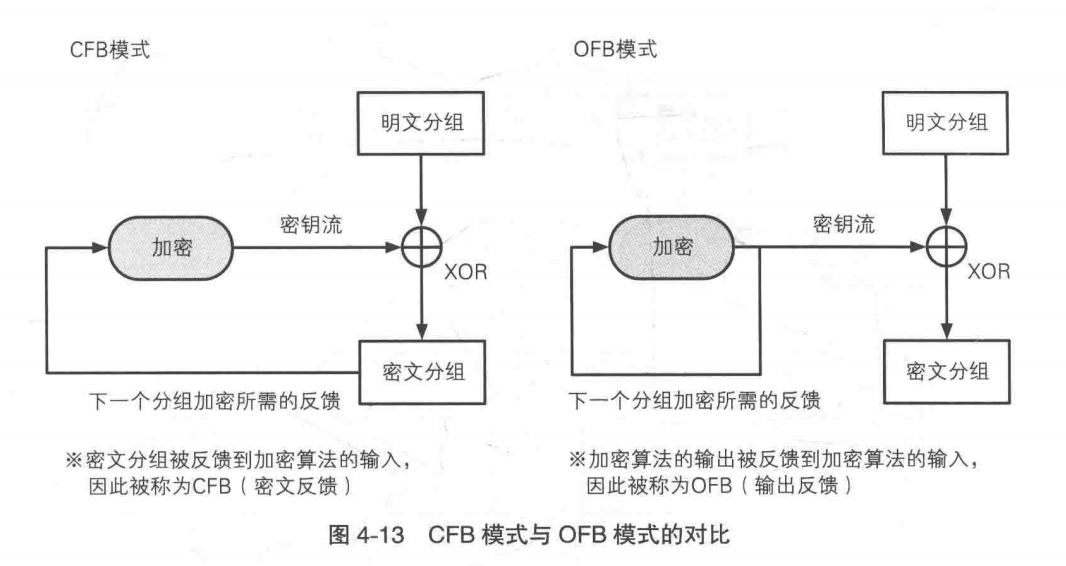 CFB模式
明文分组
加密
密钥流
XOR
密文分组
下一个分组加密所需的反馈
※密文分组被反馈到加密算法的输入，
因此被称为CFB（密文反馈）
OFB模式
明文分组
加密
密钥流
XOR
密文分组
下一个分组加密所需的反馈
※加密算法的输出被反馈到加密算法的输入，
因此被称为OFB（输出反馈）
图 4-13 CFB 模式与 OFB 模式的对比